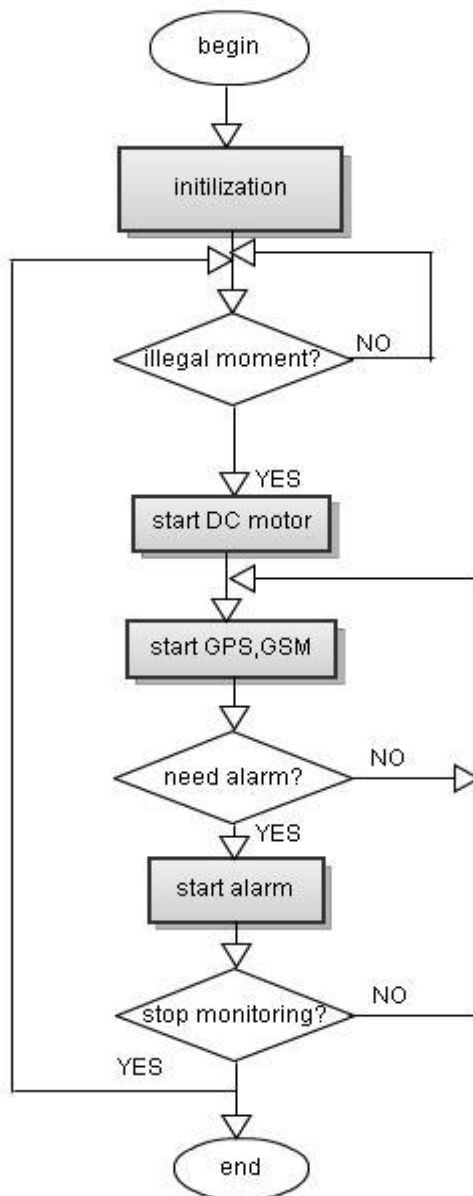 begin
initilization
illegal moment?
NO
YES
start DC motor
start GPS,GSM
need alarm?
NO
YES
start alarm
stop monitoring?
NO
YES
end